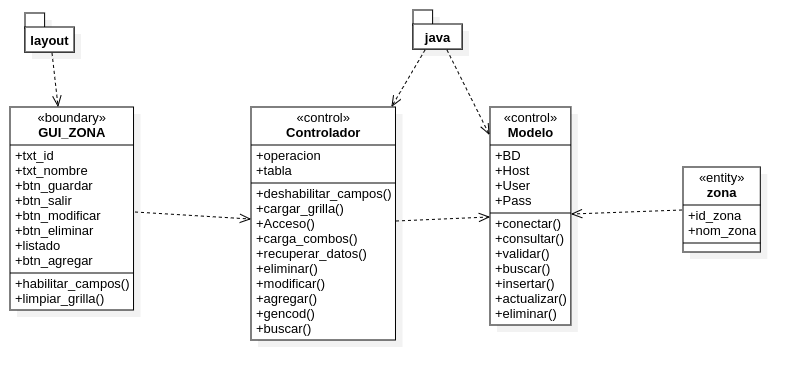 layout
java
«boundary»
GUI_ZONA
+txt_id
+txt_nombre
+btn_guardar
+btn_salir
+btn_modificar
+btn_eliminar
+listado
+btn_agregar
+habilitar_campos()
+limpiar_grilla()
«control»
Controlador
+operacion
+tabla
+deshabilitar_campos()
+cargar_grilla()
+Acceso()
+carga_combos()
+recuperar_datos()
+eliminar()
+modificar()
+agregar()
+gencod()
+buscar()
«control»
Modelo
+BD
+Host
+User
+Pass
+conectar()
+consultar()
+validar()
+buscar()
+insertar()
+actualizar()
+eliminar()
«entity»
zona
+id_zona
+nom_zona